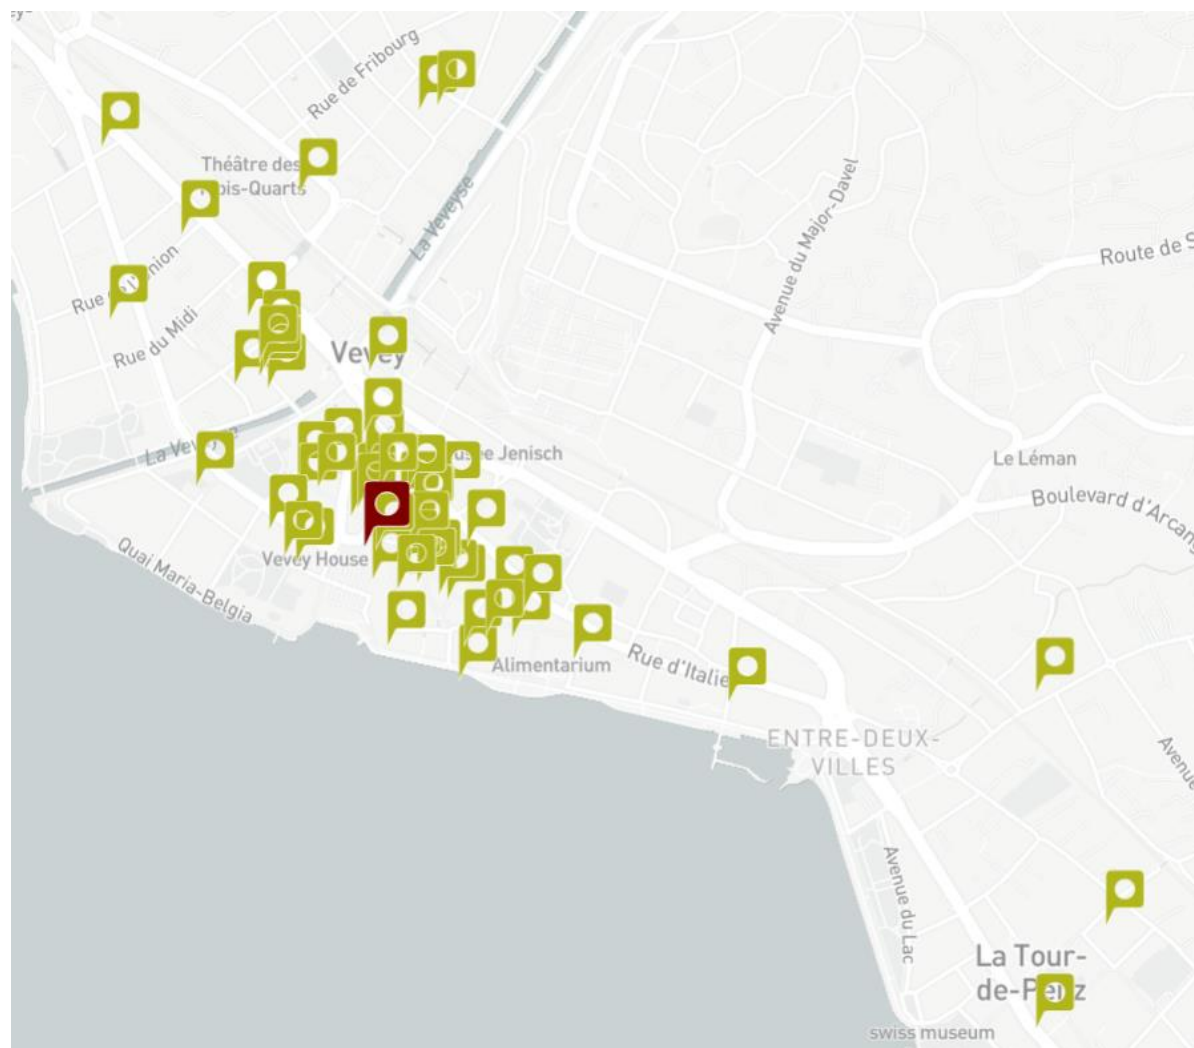 Rue de Fribourg
Théâtre des
La Veveyse
Avenue du Major-Davel
Route de S
Rue du Midi
Vevey
La
Jenisch
Le Léman
Boulevard d'Arcang
Vevey House
Quai Maria-Belgia
Alimentarium
Rue d'Italie
ENTRE-DEUX-
VILLES
Avenue
Avenue du Lac
La Tour-
swiss museum